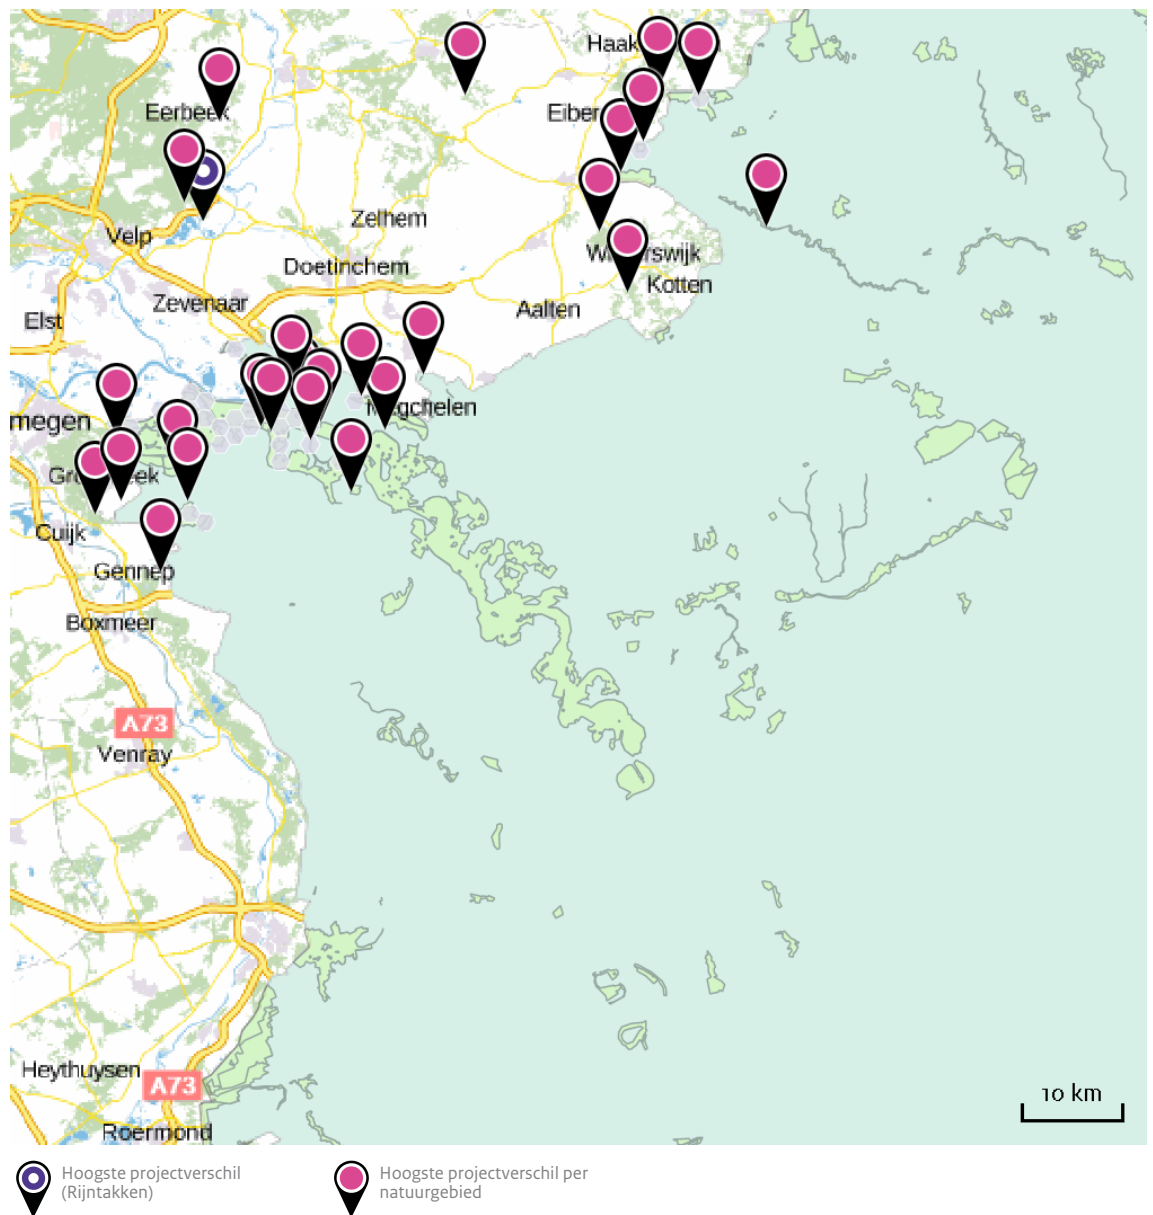 Haak
Eerbeek
Eiber
Zelhem
Velp
Doetinchem
Kotten
Zevenaar
Aalten
Elst
megen
Cuijk
Gennep
Boxmeer
A73
Venray
Heythuysen
A73
10 km
Roermond
Hoogste projectverschil
(Rijntakken)
Hoogste projectverschil per
natuurgebied